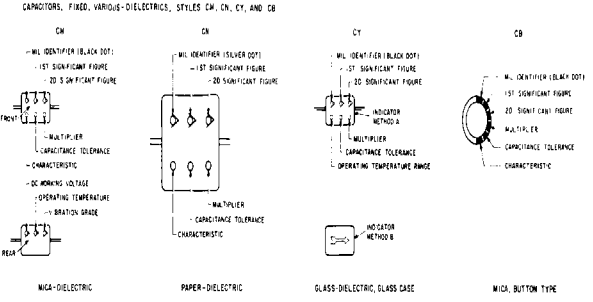 CAPACITORS, FIXED, VARIOUS-DIELECTRICS, STYLES CM, CN, CY, AND CB
CM
MIL IDENTIFIER (BLACK DOT)
1ST SIGNIFICANT FIGURE
2D SIGNIFICANT FIGURE
FRONT
MULTIPLIER
CAPACITANCE TOLERANCE
CHARACTERISTIC
DC WORKING VOLTAGE
OPERATING TEMPERATURE
VIBRATION GRADE
REAR
MICA-DIELECTRIC
CN
MIL IDENTIFIER (SILVER DOT)
1ST SIGNIFICANT FIGURE
2D SIGNIFICANT FIGURE
MULTIPLIER
CAPACITANCE TOLERANCE
CHARACTERISTIC
PAPER-DIELECTRIC
CY
MIL IDENTIFIER (BLACK DOT)
1ST SIGNIFICANT FIGURE
2D SIGNIFICANT FIGURE
INDICATOR
METHOD A
MULTIPLIER
CAPACITANCE TOLERANCE
OPERATING TEMPERATURE RANGE
INDICATOR
METHOD B
GLASS-DIELECTRIC, GLASS CASE
CB
MIL IDENTIFIER (BLACK DOT)
1ST SIGNIFICANT FIGURE
2D SIGNIFICANT FIGURE
MULTIPLIER
CAPACITANCE TOLERANCE
CHARACTERISTIC
MICA, BUTTON TYPE